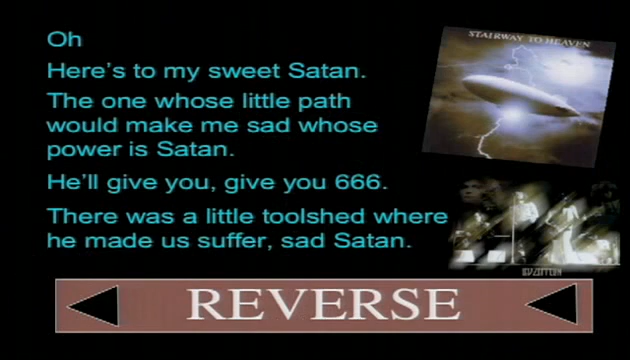 Oh
Here's to my sweet Satan.
The one whose little path
would make me sad whose
power is Satan.
He'll give you, give you 666.
There was a little toolshed where
he made us suffer, sad Satan.
STAIRWAY TO HEAVEN
LED ZEPPELIN
REVERSE